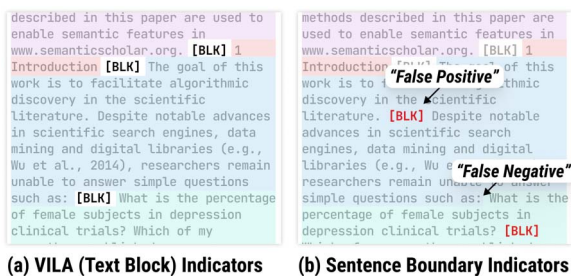 described in this paper are used to
enable semantic features in
www.semanticscholar.org. [BLK] 1
Introduction [BLK] The goal of this
work is to facilitate algorithmic
discovery in the scientific
literature. Despite notable advances
in scientific search engines, data
mining and digital libraries (e.g.,
Wu et al., 2014), researchers remain
unable to answer simple questions
such as: [BLK] What is the percentage
of female subjects in depression
clinical trials? Which of my
(a) VILA (Text Block) Indicators
methods described in this paper are
used to enable semantic features in
www.semanticscholar.org. [BLK] 1
Introduction [BLK] The goal of this
work is to
"False Positive"
discovery in the scientific
literature. [BLK] Despite notable
advances in scientific search
engines, data mining and digital
libraries (e.g., Wu e
"False Negative"
researchers remain unable to answer
simple questions such as: What is the
percentage of female subjects in
depression clinical trials? [BLK]
(b) Sentence Boundary Indicators